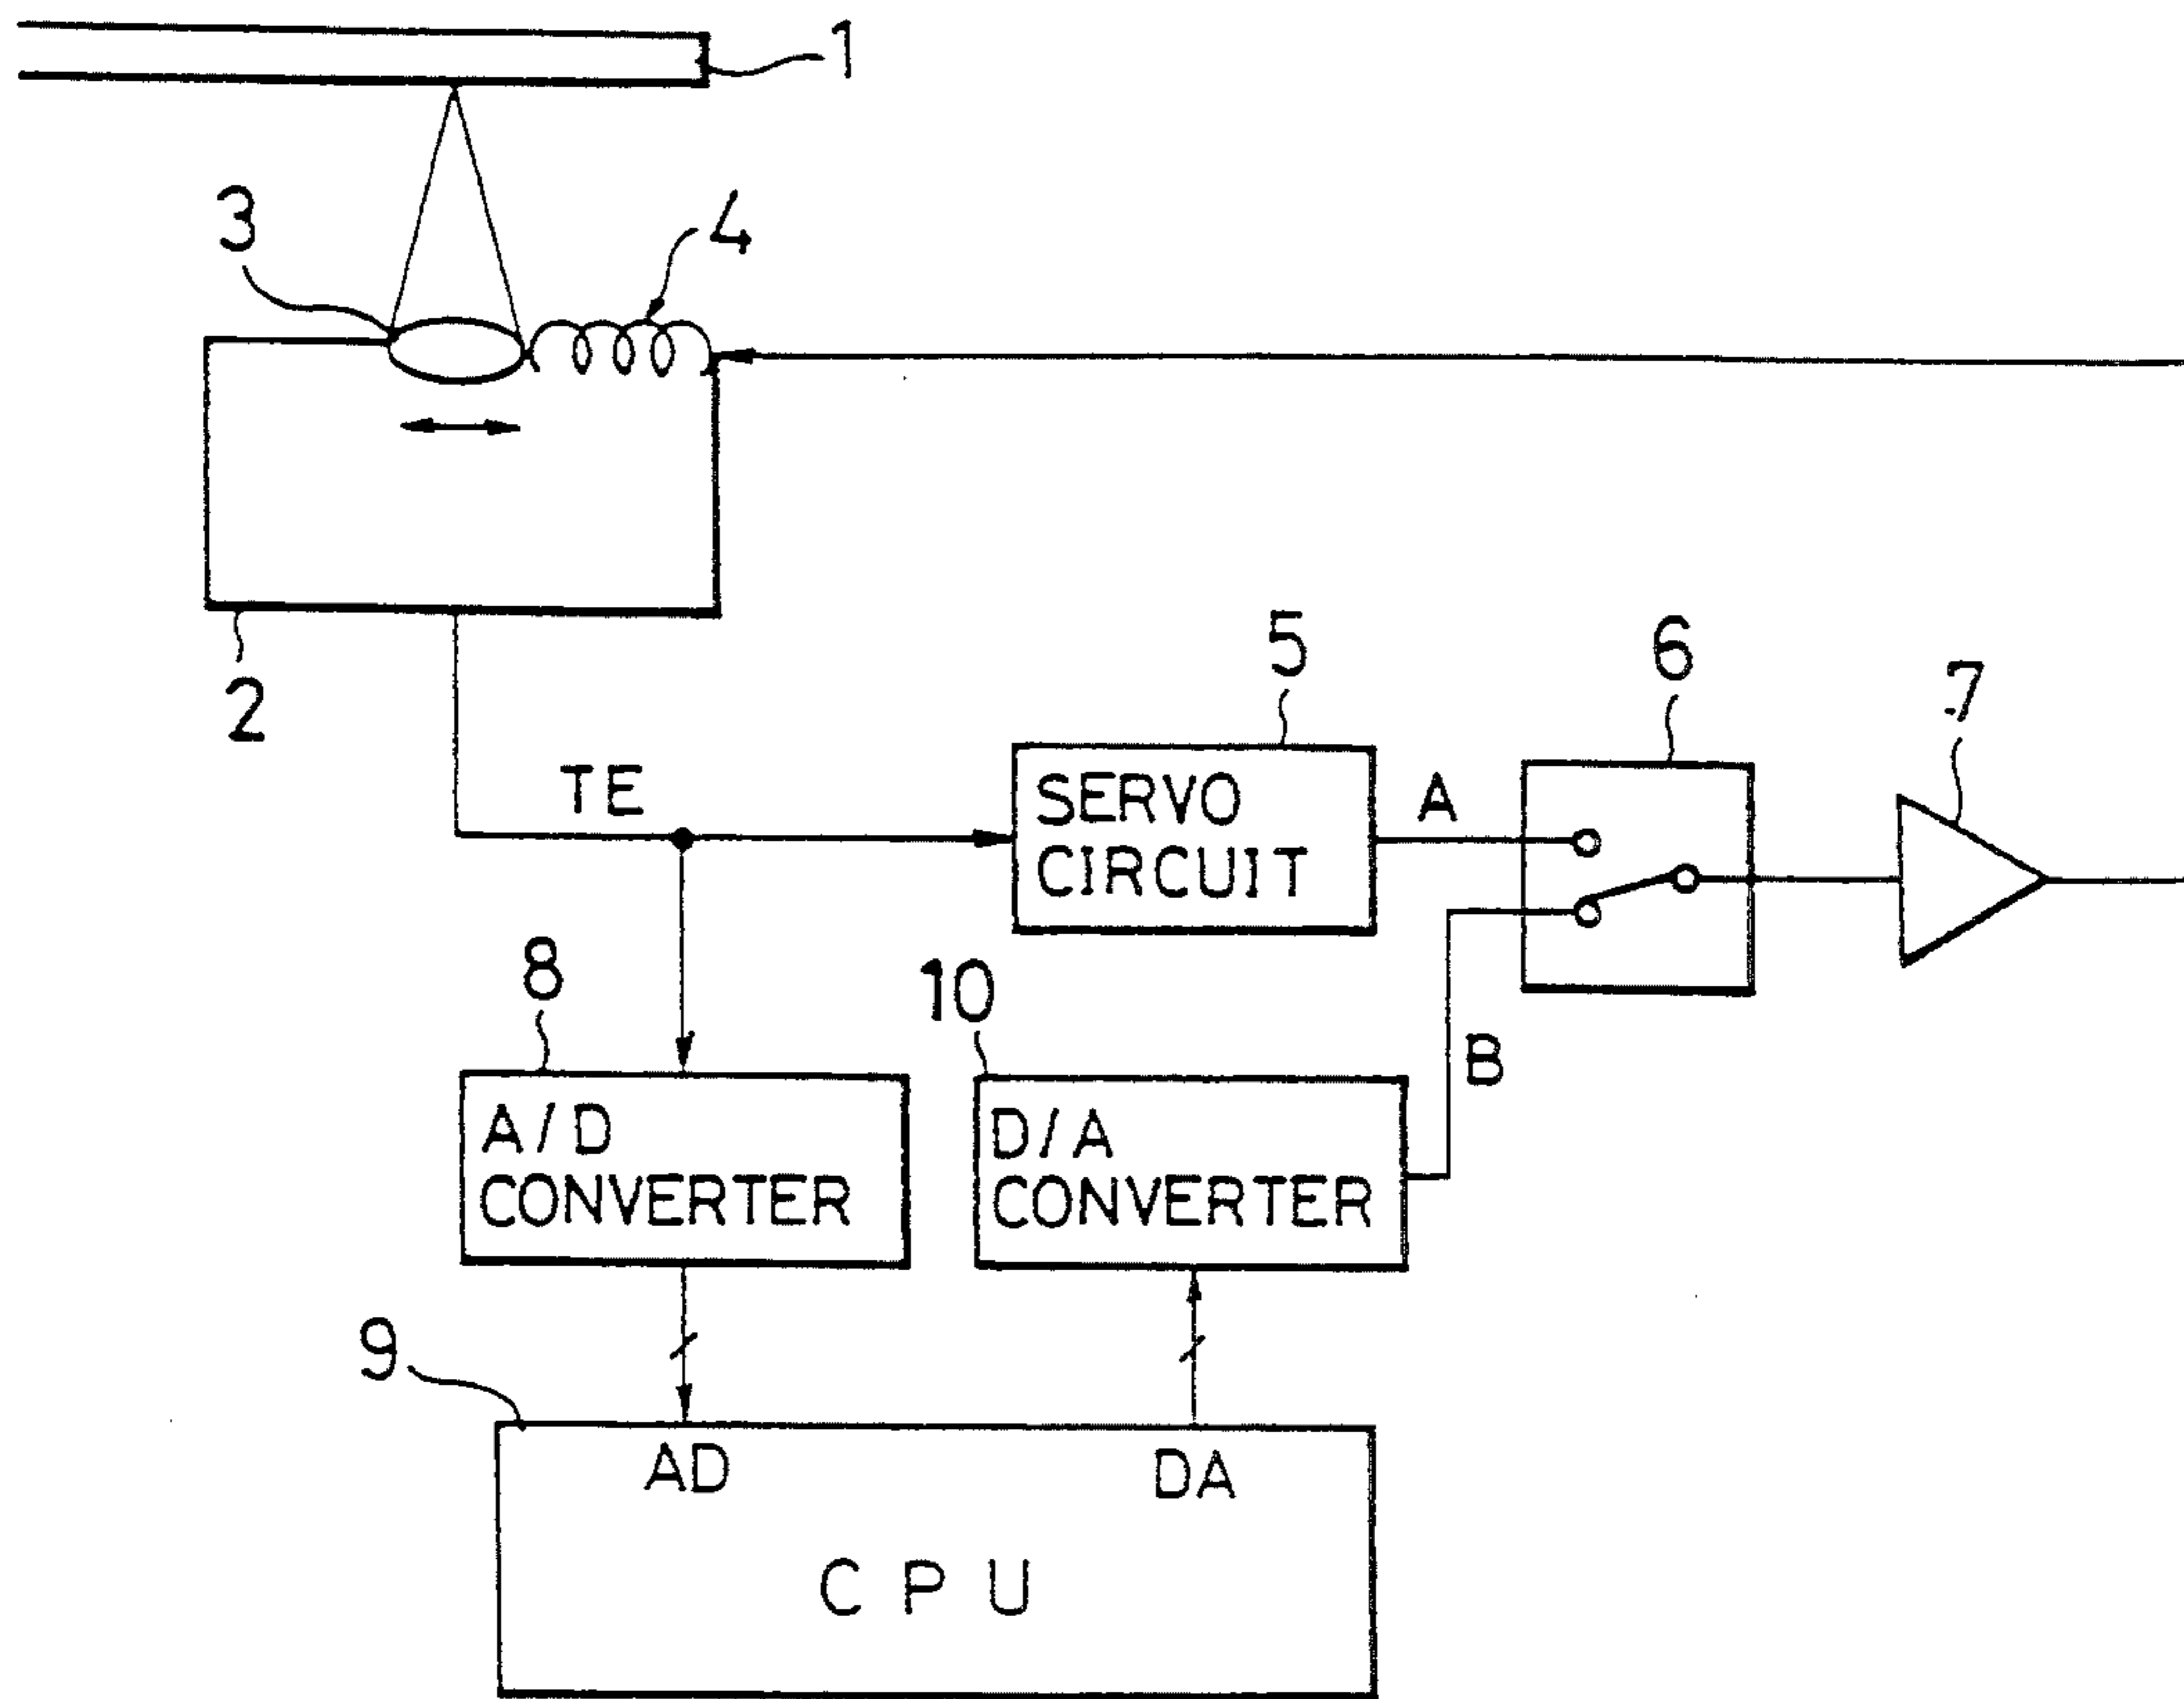 1
3
4
2
5
6
7
TE
SERVO
CIRCUIT
A
8
10
B
A/D
CONVERTER
D/A
CONVERTER
9
AD
DA
CPU